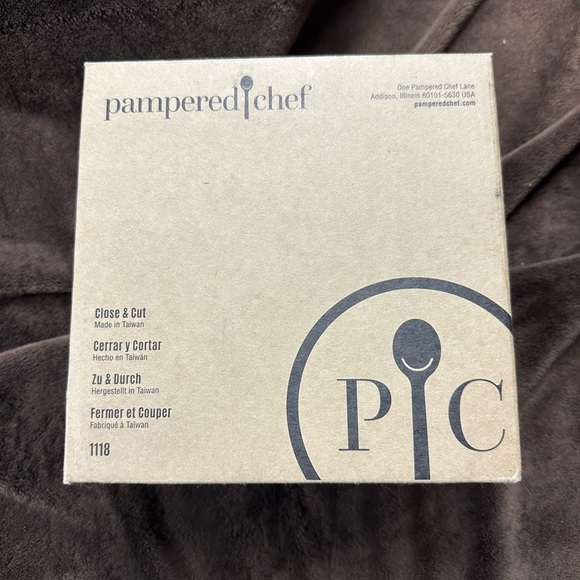 pampered chef
One Pampered Chef Lane
Addison, Illinois 60101-5630 USA
pamperedchef.com
Close & Cut
Made in Taiwan
Cerrar y Cortar
Hecho en Taiwán
Zu & Durch
Hergestellt in Taiwan
Fermer et Couper
Fabriqué à Taïwan
1118
P C